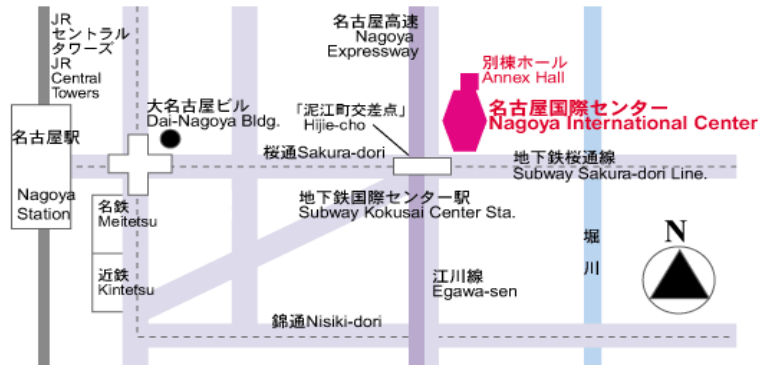 JR
セントラル
タワーズ
JR
Central
Towers
名古屋高速
Nagoya
Expressway
別棟ホール
Annex Hall
大名古屋ビル
Dai-Nagoya Bldg.
「泥江町交差点」
Hijie-cho
名古屋国際センター
Nagoya International Center
名古屋駅
Nagoya
Station
桜通Sakura-dori
地下鉄桜通線
Subway Sakura-dori Line.
名鉄
Meitetsu
地下鉄国際センター駅
Subway Kokusai Center Sta.
堀
川
N
近鉄
Kintetsu
江川線
Egawa-sen
錦通Nisiki-dori